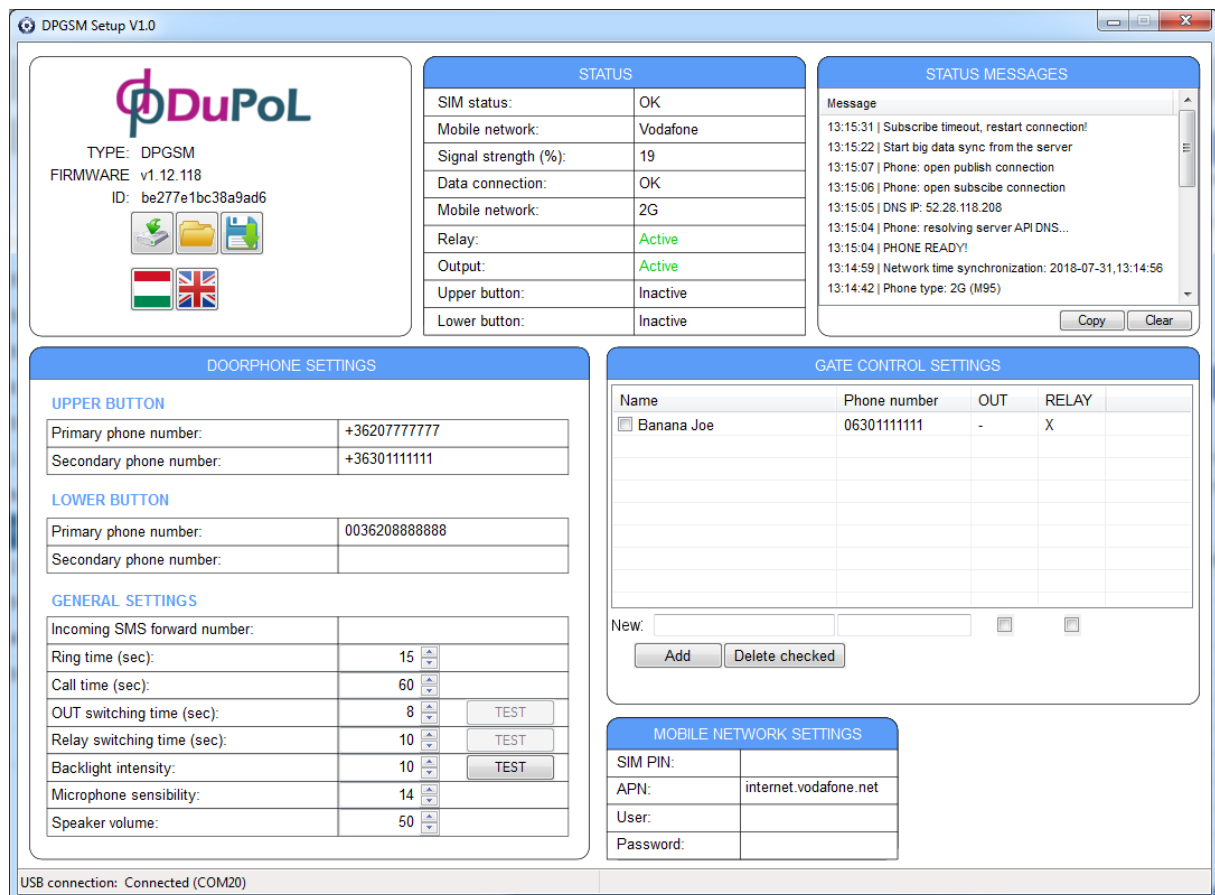 DPGSM Setup V1.0
DuPoL
TYPE: DPGSM
FIRMWARE v1.12.118
ID: be277e1bc38a9ad6
STATUS
SIM status: OK
Mobile network: Vodafone
Signal strength (%): 19
Data connection: OK
Mobile network: 2G
Relay: Active
Output: Active
Upper button: Inactive
Lower button: Inactive
STATUS MESSAGES
Message
13:15:31 | Subscribe timeout, restart connection!
13:15:22 | Start big data sync from the server
13:15:07 | Phone: open publish connection
13:15:06 | Phone: open subscibe connection
13:15:05 | DNS IP: 52.28.118.208
13:15:04 | Phone: resolving server API DNS...
13:15:04 | PHONE READY!
13:14:59 | Network time synchronization: 2018-07-31,13:14:56
13:14:42 | Phone type: 2G (M95)
Copy Clear
DOORPHONE SETTINGS
UPPER BUTTON
Primary phone number: +36207777777
Secondary phone number: +36301111111
LOWER BUTTON
Primary phone number: 0036208888888
Secondary phone number:
GENERAL SETTINGS
Incoming SMS forward number:
Ring time (sec): 15
Call time (sec): 60
OUT switching time (sec): 8 TEST
Relay switching time (sec): 10 TEST
Backlight intensity: 10 TEST
Microphone sensibility: 14
Speaker volume: 50
GATE CONTROL SETTINGS
Name Phone number OUT RELAY
Banana Joe 06301111111 - X
New:
Add Delete checked
MOBILE NETWORK SETTINGS
SIM PIN:
APN: internet.vodafone.net
User:
Password:
USB connection: Connected (COM20)